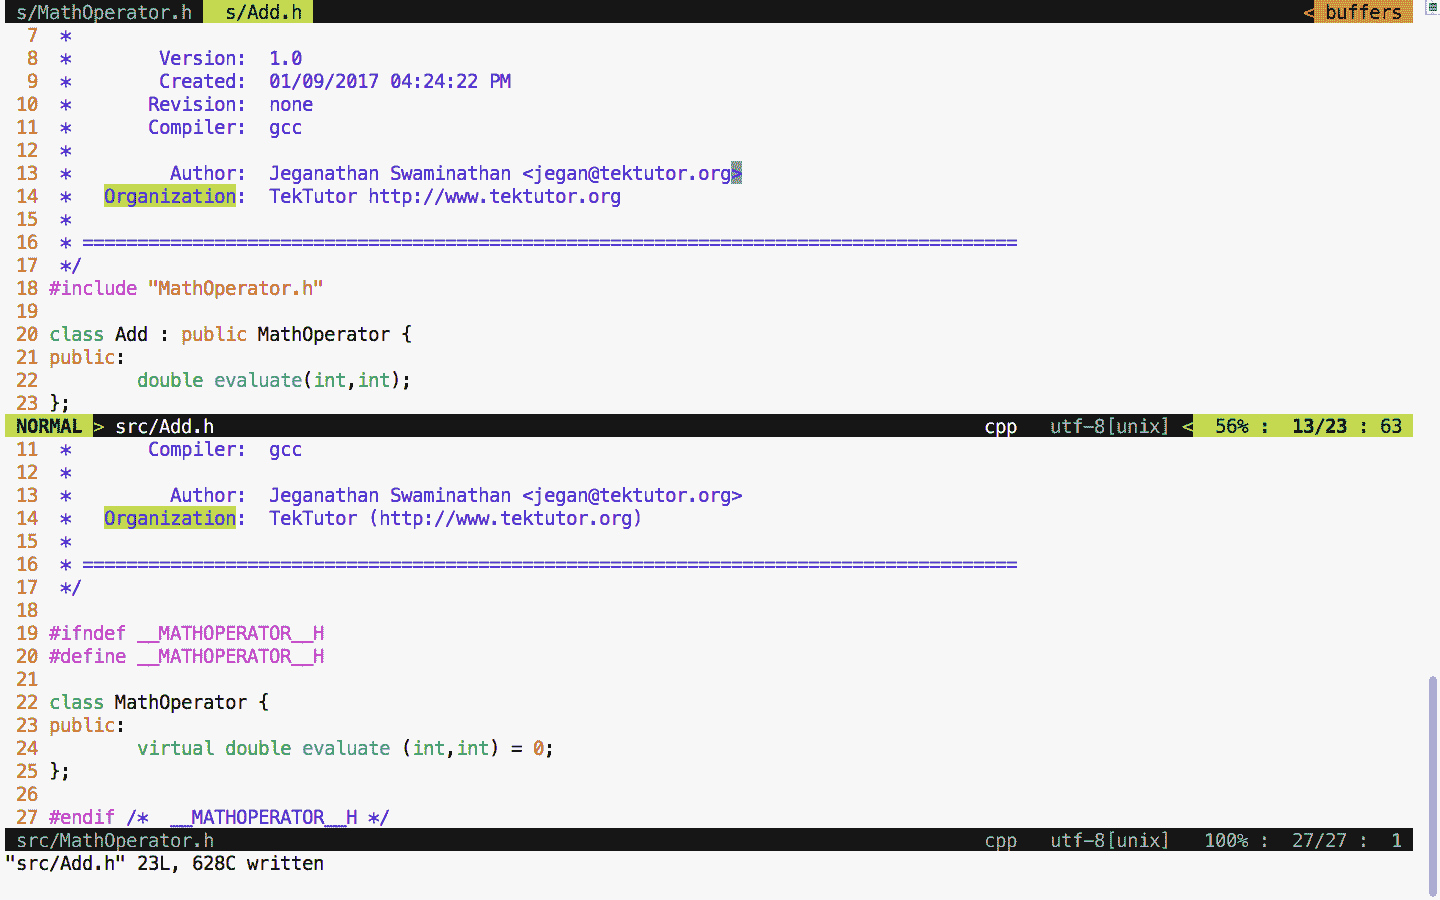 s/MathOperator.h s/Add.h < buffers
7 *
8 * Version: 1.0
9 * Created: 01/09/2017 04:24:22 PM
10 * Revision: none
11 * Compiler: gcc
12 *
13 * Author: Jeganathan Swaminathan <jegan@tektutor.org>
14 * Organization: TekTutor http://www.tektutor.org
15 *
16 * =====================================================================================
17 */
18 #include "MathOperator.h"
19
20 class Add : public MathOperator {
21 public:
22 double evaluate(int,int);
23 };
NORMAL > src/Add.h cpp utf-8[unix] < 56% : 13/23 : 63
11 * Compiler: gcc
12 *
13 * Author: Jeganathan Swaminathan <jegan@tektutor.org>
14 * Organization: TekTutor (http://www.tektutor.org)
15 *
16 * =====================================================================================
17 */
18
19 #ifndef __MATHOPERATOR__H
20 #define __MATHOPERATOR__H
21
22 class MathOperator {
23 public:
24 virtual double evaluate (int,int) = 0;
25 };
26
27 #endif /* __MATHOPERATOR__H */
src/MathOperator.h cpp utf-8[unix] 100% : 27/27 : 1
"src/Add.h" 23L, 628C written